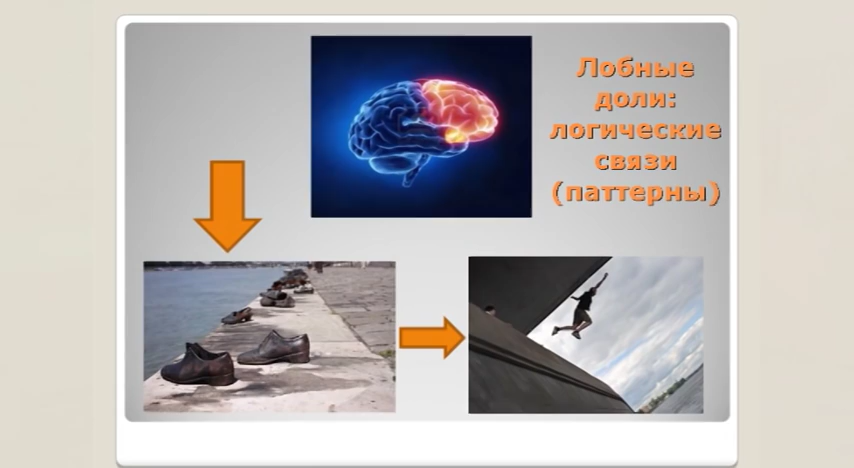 Лобные
доли:
логические
связи
(паттерны)